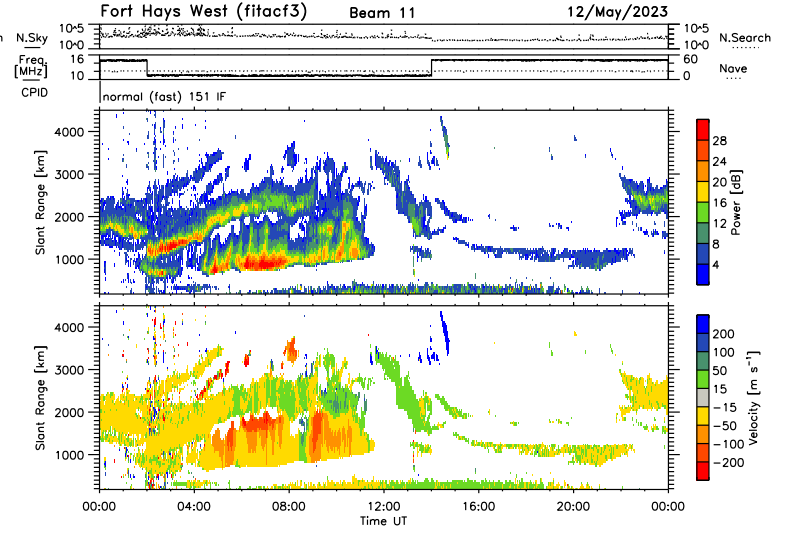 Fort Hays West (fitacf3) Beam 11 12/May/2023
N.Sky 10^5 10^5 N.Search
10^0 10^0
Freq. 16 60 Nave
[MHz] 10 0
CPID normal (fast) 151 IF
4000
3000
2000
1000
Slant Range [km]
28
24
20
16
12
8
4
Power [dB]
4000
3000
2000
1000
Slant Range [km]
200
100
50
15
-15
-50
-100
-200
Velocity [m s⁻¹]
00:00 04:00 08:00 12:00 16:00 20:00 00:00
Time UT